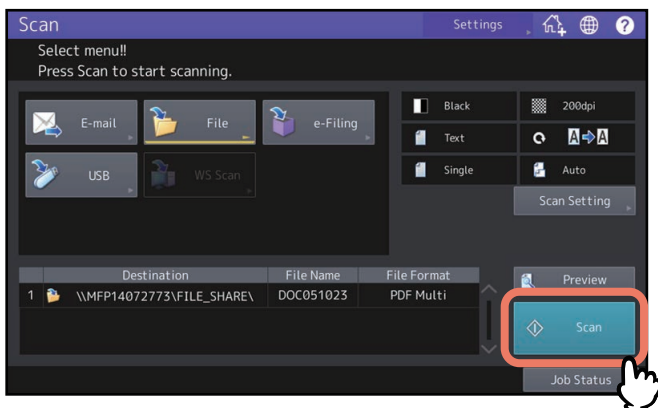 Scan
Settings
Select menu!!
Press Scan to start scanning.
E-mail
File
e-Filing
USB
WS Scan
Black
200dpi
Text
A A
Single
Auto
Scan Setting
Destination File Name File Format
1 \\MFP14072773\FILE_SHARE\ DOC051023 PDF Multi
Preview
Scan
Job Status